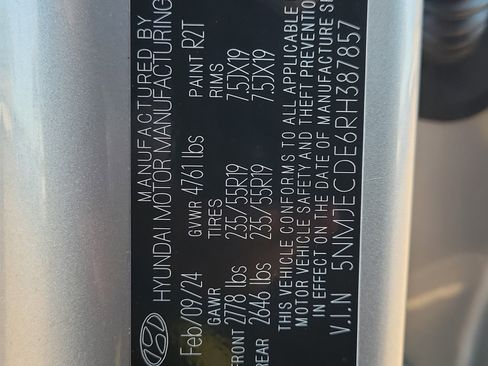 MANUFACTURED BY
HYUNDAI MOTOR MANUFACTURING
Feb/09/24 GVWR 4761 lbs PAINT R2T
GAWR TIRES RIMS
FRONT 2778 lbs 235/55R19 7.5JX19
REAR 2646 lbs 235/55R19 7.5JX19
THIS VEHICLE CONFORMS TO ALL APPLICABLE
MOTOR VEHICLE SAFETY AND THEFT PREVENTION
IN EFFECT ON THE DATE OF MANUFACTURE
V.I.N 5NMJECDE6RH387857